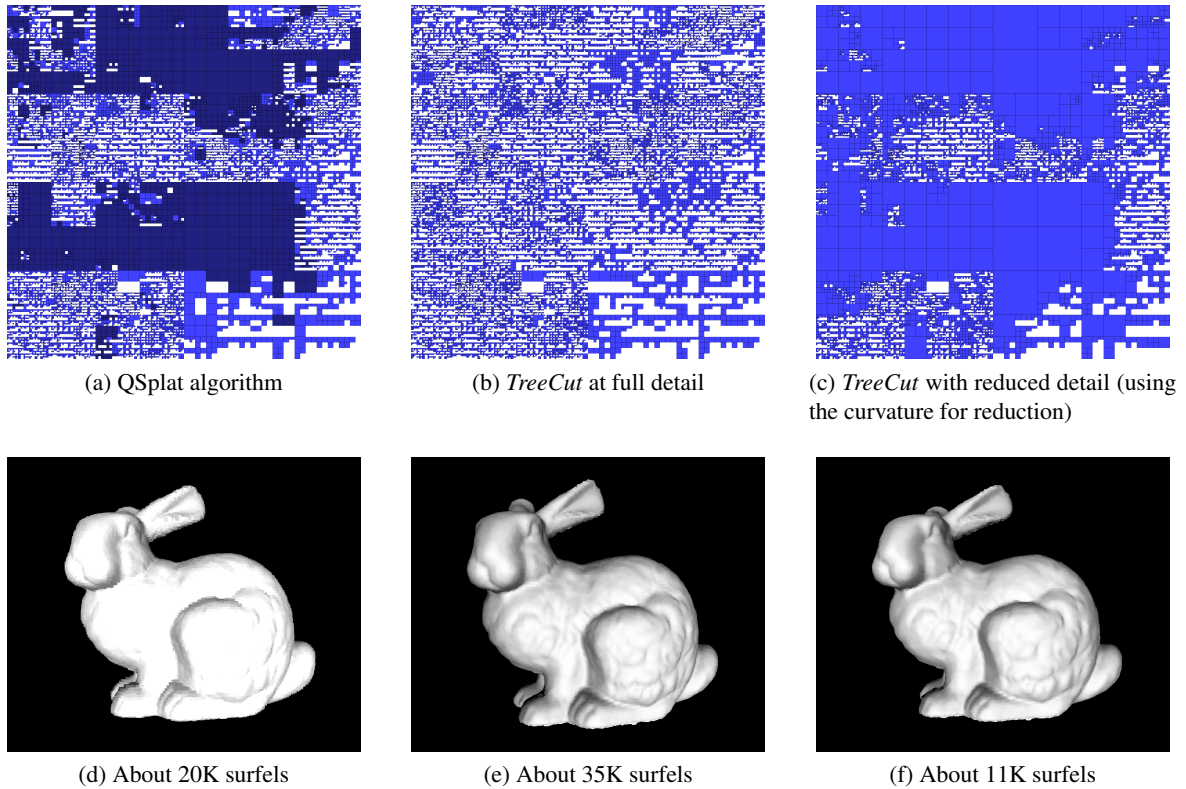 (a) QSplat algorithm
(b) TreeCut at full detail
(c) TreeCut with reduced detail (using
the curvature for reduction)
(d) About 20K surfels
(e) About 35K surfels
(f) About 11K surfels